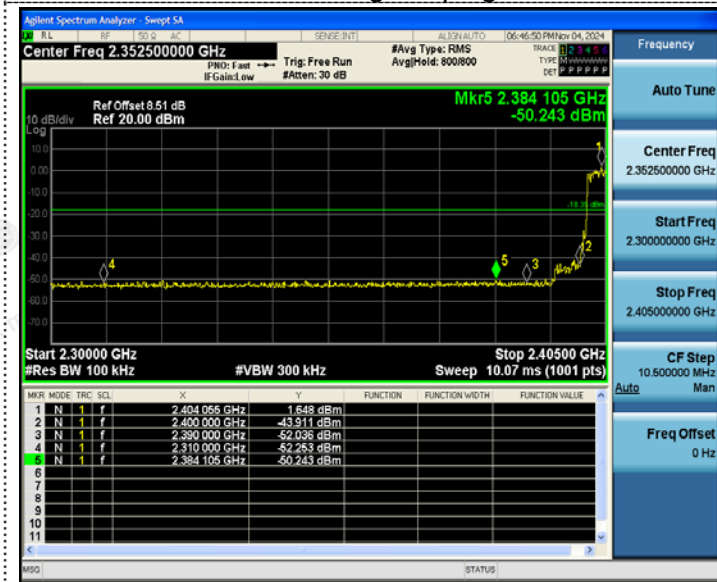 Agilent Spectrum Analyzer - Swept SA
RL RF 50 Ω AC SENSE:INT ALIGN AUTO 06:46:50 PM Nov 04, 2024
Center Freq 2.352500000 GHz
PNO: Fast
IFGain:Low
Trig: Free Run
#Atten: 30 dB
#Avg Type: RMS
Avg|Hold: 800/800
TRACE 1 2 3 4 5 6
TYPE M W W W W W
DET P P P P P P
Ref Offset 8.51 dB
10 dB/div Ref 20.00 dBm
Log
Mkr5 2.384 105 GHz
-50.243 dBm
10.0
0.00
-10.0
-20.0
-30.0
-40.0
-50.0
-60.0
-70.0
-18.35 dBm
1
2
3
4
5
Start 2.30000 GHz Stop 2.40500 GHz
#Res BW 100 kHz #VBW 300 kHz Sweep 10.07 ms (1001 pts)
MKR MODE TRC SCL X Y FUNCTION FUNCTION WIDTH FUNCTION VALUE
1 N 1 f 2.404 055 GHz 1.648 dBm
2 N 1 f 2.400 000 GHz -43.911 dBm
3 N 1 f 2.390 000 GHz -52.036 dBm
4 N 1 f 2.310 000 GHz -52.253 dBm
5 N 1 f 2.384 105 GHz -50.243 dBm
6
7
8
9
10
11
MSG STATUS
Frequency
Auto Tune
Center Freq
2.352500000 GHz
Start Freq
2.300000000 GHz
Stop Freq
2.405000000 GHz
CF Step
10.500000 MHz
Auto Man
Freq Offset
0 Hz